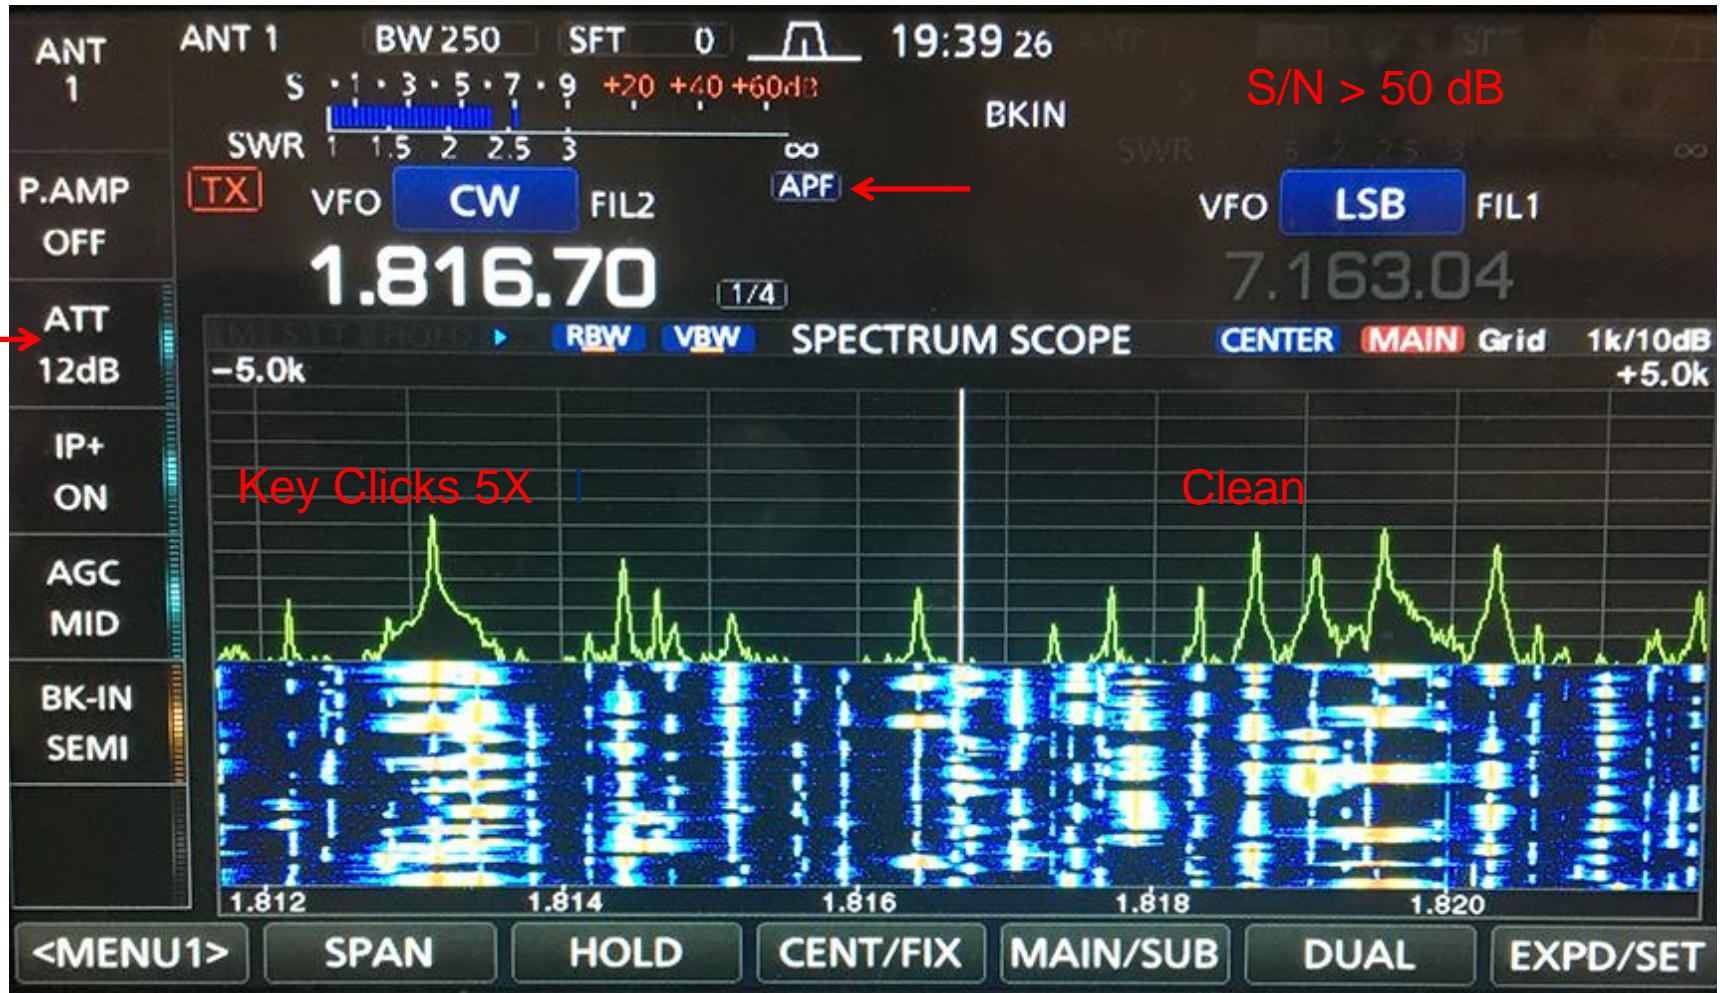 ANT
1
ANT 1
BW 250
SFT 0
19:39 26
S 1 3 5 7 9 +20 +40 +60dB
SWR 1 1.5 2 2.5 3 ∞
BKIN
S/N > 50 dB
SWR
∞
P.AMP
OFF
TX
VFO CW FIL2
APF
VFO LSB FIL1
1.816.70
1/4
7.163.04
ATT
12dB
HOLD
RBW VBW SPECTRUM SCOPE CENTER MAIN Grid 1k/10dB
-5.0k
+5.0k
IP+
ON
Key Clicks 5X
Clean
AGC
MID
BK-IN
SEMI
1.812 1.814 1.816 1.818 1.820
<MENU1> SPAN HOLD CENT/FIX MAIN/SUB DUAL EXPD/SET